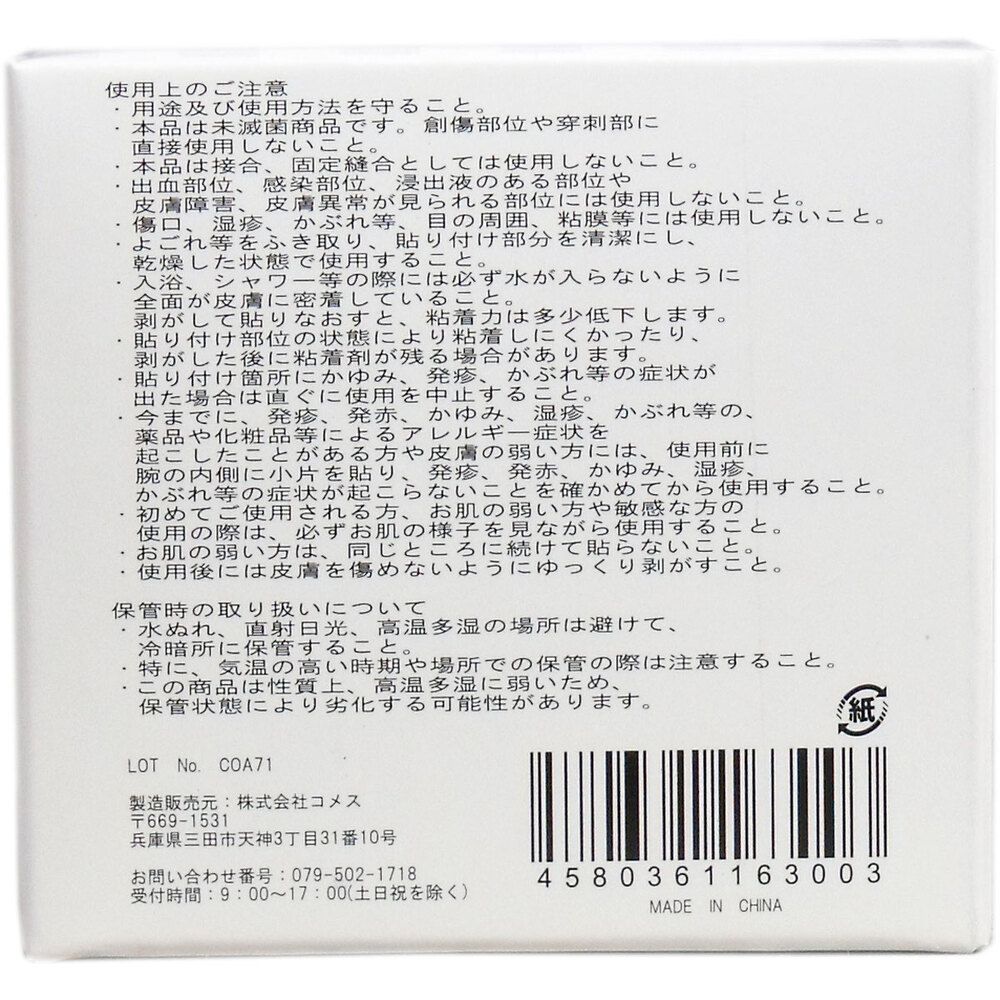 使用上のご注意
・用途及び使用方法を守ること。
・本品は未滅菌商品です。創傷部位や穿刺部に
直接使用しないこと。
・本品は接合、固定縫合としては使用しないこと。
・出血部位、感染部位、浸出液のある部位や
皮膚障害、皮膚異常が見られる部位には使用しないこと。
・傷口、湿疹、かぶれ等、目の周囲、粘膜等には使用しないこと。
・よごれ等をふき取り、貼り付け部分を清潔にし、
乾燥した状態で使用すること。
・入浴、シャワー等の際には必ず水が入らないように
全面が皮膚に密着していること。
剥がして貼りなおすと、粘着力は多少低下します。
・貼り付け部位の状態により粘着しにくかったり、
剥がした後に粘着剤が残る場合があります。
・貼り付け箇所にかゆみ、発疹、かぶれ等の症状が
出た場合は直ぐに使用を中止すること。
・今までに、発疹、発赤、かゆみ、湿疹、かぶれ等の、
薬品や化粧品等によるアレルギー症状を
起こしたことがある方や皮膚の弱い方には、使用前に
腕の内側に小片を貼り、発疹、発赤、かゆみ、湿疹、
かぶれ等の症状が起こらないことを確かめてから使用すること。
・初めてご使用される方、お肌の弱い方や敏感な方の
使用の際は、必ずお肌の様子を見ながら使用すること。
・お肌の弱い方は、同じところに続けて貼らないこと。
・使用後には皮膚を傷めないようにゆっくり剥がすこと。
保管時の取り扱いについて
・水ぬれ、直射日光、高温多湿の場所は避けて、
冷暗所に保管すること。
・特に、気温の高い時期や場所での保管の際は注意すること。
・この商品は性質上、高温多湿に弱いため、
保管状態により劣化する可能性があります。
紙
LOT No. COA71
製造販売元：株式会社コメス
〒669-1531
兵庫県三田市天神3丁目31番10号
お問い合わせ番号：079-502-1718
受付時間：9：00～17：00(土日祝を除く)
4580361163003
MADE IN CHINA